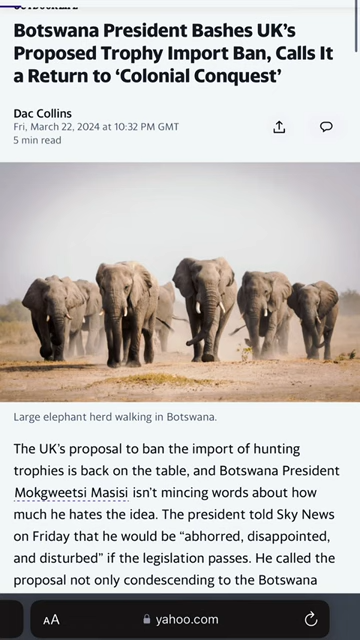 Botswana President Bashes UK’s
Proposed Trophy Import Ban, Calls It
a Return to ‘Colonial Conquest’
Dac Collins
Fri, March 22, 2024 at 10:32 PM GMT
5 min read
Large elephant herd walking in Botswana.
The UK’s proposal to ban the import of hunting
trophies is back on the table, and Botswana President
Mokgweetsi Masisi isn’t mincing words about how
much he hates the idea. The president told Sky News
on Friday that he would be “abhorred, disappointed,
and disturbed” if the legislation passes. He called the
proposal not only condescending to the Botswana
AA
yahoo.com